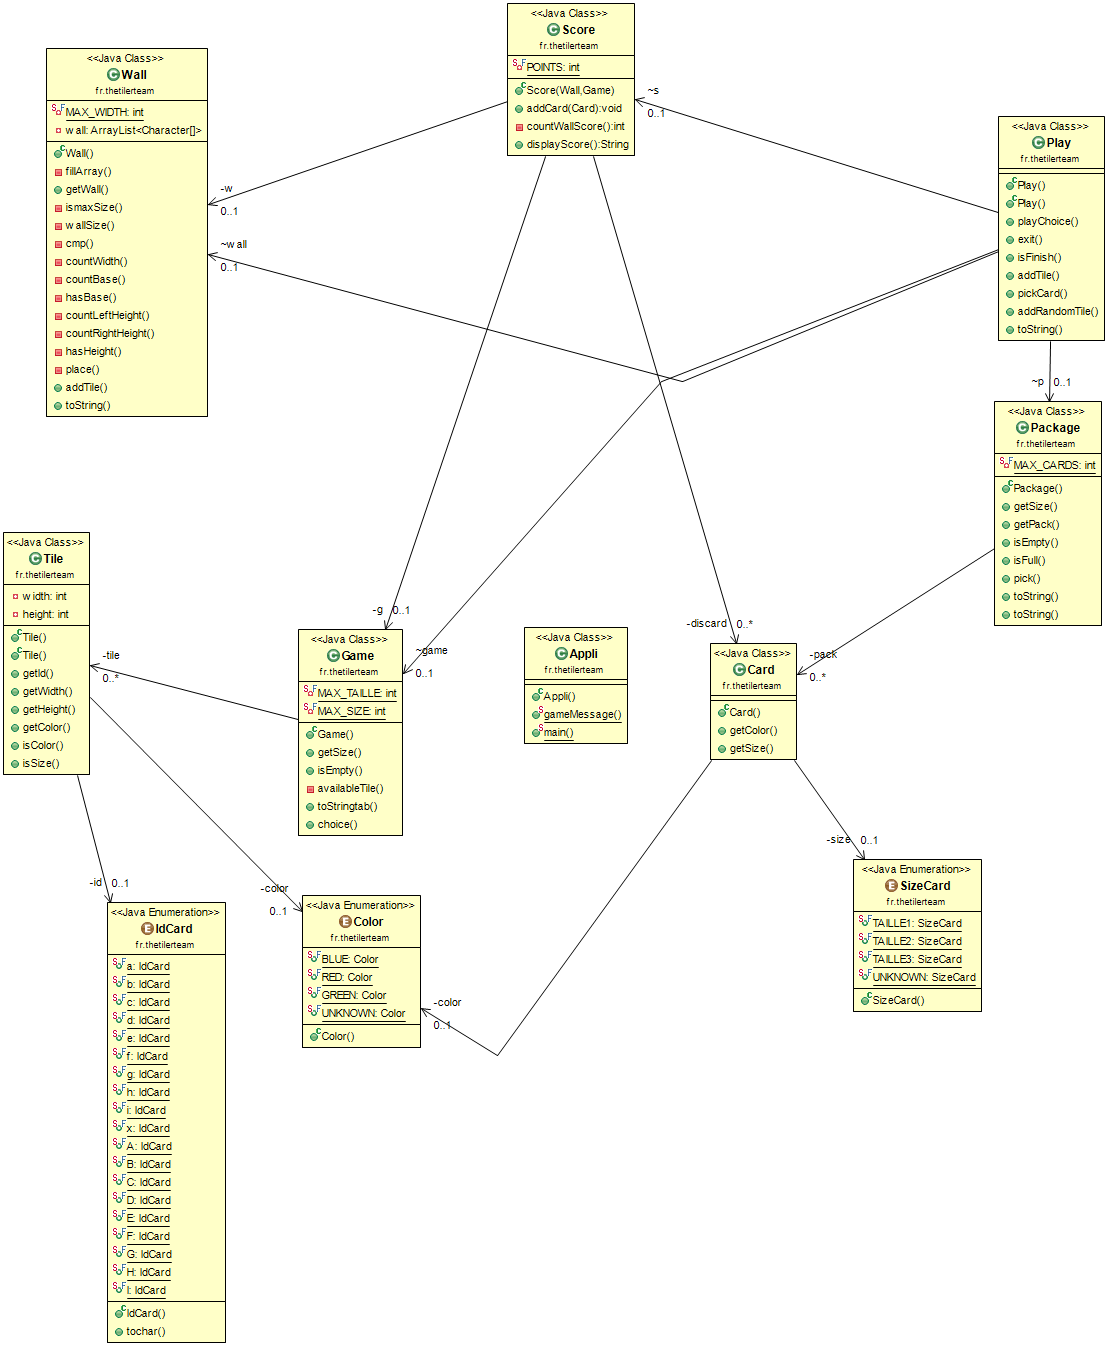 <<Java Class>>
Score
fr.thetilerteam
POINTS: int
Score(Wall,Game)
addCard(Card):void
countWallScore():int
displayScore():String
<<Java Class>>
Wall
fr.thetilerteam
MAX_WIDTH: int
wall: ArrayList<Character[]>
Wall()
fillArray()
getWall()
ismaxSize()
wallSize()
cmp()
countWidth()
countBase()
hasBase()
countLeftHeight()
countRightHeight()
hasHeight()
place()
addTile()
toString()
-w
0..1
~wall
0..1
~s
0..1
<<Java Class>>
Play
fr.thetilerteam
Play()
Play()
playChoice()
exit()
isFinish()
addTile()
pickCard()
addRandomTile()
toString()
~p
0..1
<<Java Class>>
Package
fr.thetilerteam
MAX_CARDS: int
Package()
getSize()
getPack()
isEmpty()
isFull()
pick()
toString()
toString()
<<Java Class>>
Tile
fr.thetilerteam
width: int
height: int
Tile()
Tile()
getId()
getWidth()
getHeight()
getColor()
isColor()
isSize()
-tile
0..*
-g
0..1
~game
0..1
<<Java Class>>
Game
fr.thetilerteam
MAX_TAILLE: int
MAX_SIZE: int
Game()
getSize()
isEmpty()
availableTile()
toStringtab()
choice()
<<Java Class>>
Appli
fr.thetilerteam
Appli()
gameMessage()
main()
-discard
0..*
-pack
0..*
<<Java Class>>
Card
fr.thetilerteam
Card()
getColor()
getSize()
-size
0..1
<<Java Enumeration>>
SizeCard
fr.thetilerteam
TAILLE1: SizeCard
TAILLE2: SizeCard
TAILLE3: SizeCard
UNKNOWN: SizeCard
SizeCard()
-id
0..1
-color
0..1
<<Java Enumeration>>
Color
fr.thetilerteam
BLUE: Color
RED: Color
GREEN: Color
UNKNOWN: Color
Color()
-color
0..1
<<Java Enumeration>>
IdCard
fr.thetilerteam
a: IdCard
b: IdCard
c: IdCard
d: IdCard
e: IdCard
f: IdCard
g: IdCard
h: IdCard
i: IdCard
x: IdCard
A: IdCard
B: IdCard
C: IdCard
D: IdCard
E: IdCard
F: IdCard
G: IdCard
H: IdCard
I: IdCard
IdCard()
tochar()